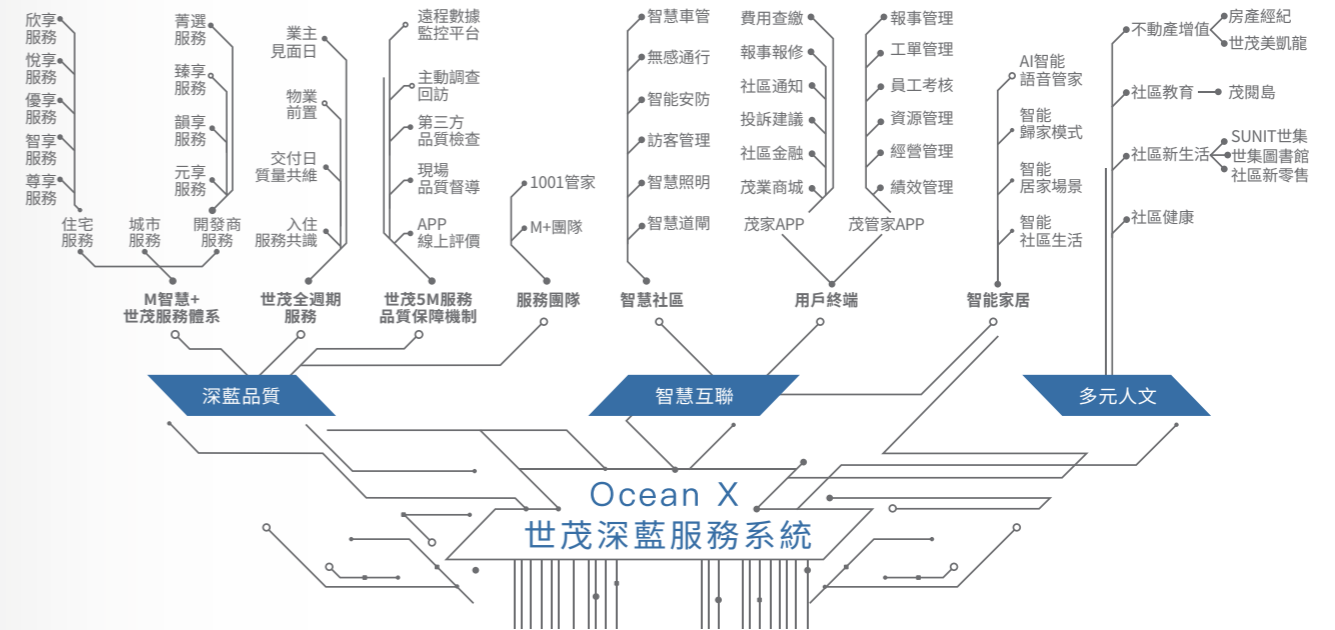 欣享
服務
悅享
服務
優享
服務
智享
服務
尊享
服務
住宅
服務
城市
服務
菁選
服務
臻享
服務
韻享
服務
元享
服務
開發商
服務
M智慧+
世茂服務體系
業主
見面日
物業
前置
交付日
質量共維
入住
服務共識
世茂全週期
服務
遠程數據
監控平台
主動調查
回訪
第三方
品質檢查
現場
品質督導
APP
線上評價
世茂5M服務
品質保障機制
1001管家
M+團隊
服務團隊
智慧車管
無感通行
智能安防
訪客管理
智慧照明
智慧道閘
智慧社區
費用查繳
報事報修
社區通知
投訴建議
社區金融
茂業商城
茂家APP
報事管理
工單管理
員工考核
資源管理
經營管理
績效管理
茂管家APP
用戶終端
AI智能
語音管家
智能
歸家模式
智能
居家場景
智能
社區生活
智能家居
不動產增值
房產經紀
世茂美凱龍
社區教育
茂閱島
社區新生活
SUNIT世集
世集圖書館
社區新零售
社區健康
深藍品質
智慧互聯
多元人文
Ocean X
世茂深藍服務系統